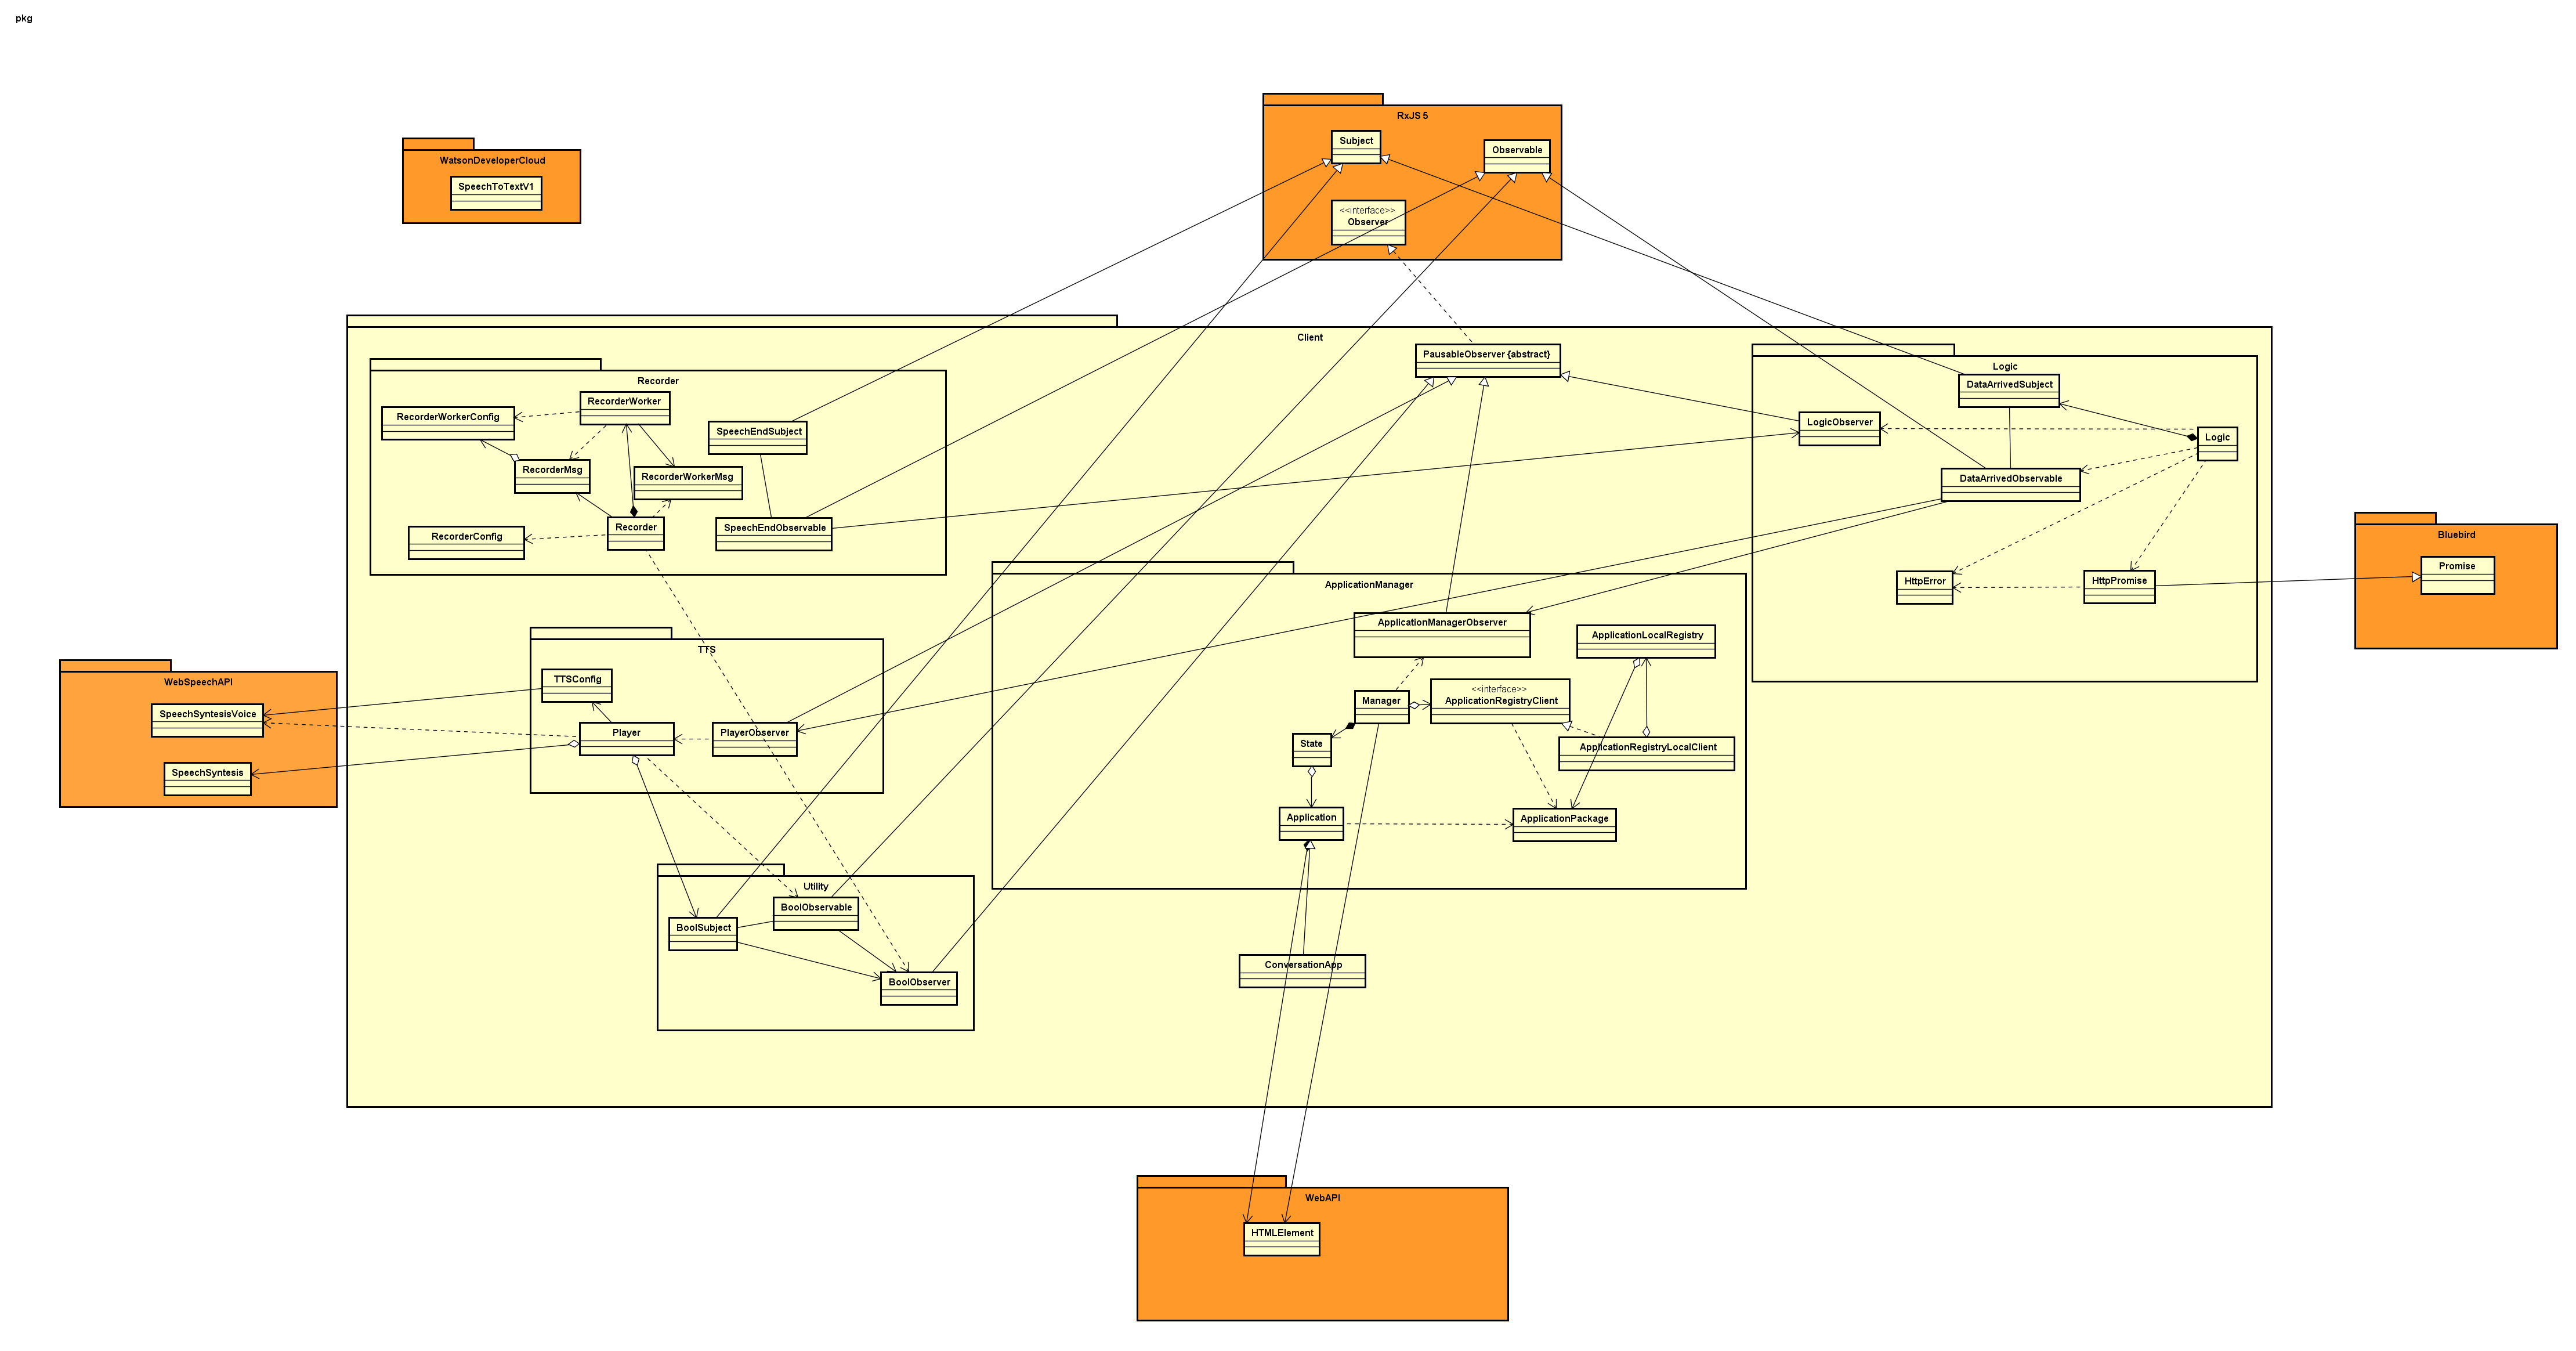 pkg
RxJS 5
Subject
Observable
<<interface>>
Observer
WatsonDeveloperCloud
SpeechToTextV1
Client
Recorder
RecorderWorker
RecorderWorkerConfig
SpeechEndSubject
RecorderMsg
RecorderWorkerMsg
Recorder
SpeechEndObservable
RecorderConfig
PausableObserver {abstract}
Logic
DataArrivedSubject
LogicObserver
Logic
DataArrivedObservable
HttpError
HttpPromise
Bluebird
Promise
ApplicationManager
ApplicationManagerObserver
ApplicationLocalRegistry
Manager
<<interface>>
ApplicationRegistryClient
State
ApplicationRegistryLocalClient
Application
ApplicationPackage
TTS
TTSConfig
Player
PlayerObserver
WebSpeechAPI
SpeechSyntesisVoice
SpeechSyntesis
Utility
BoolObservable
BoolSubject
BoolObserver
ConversationApp
WebAPI
HTMLElement